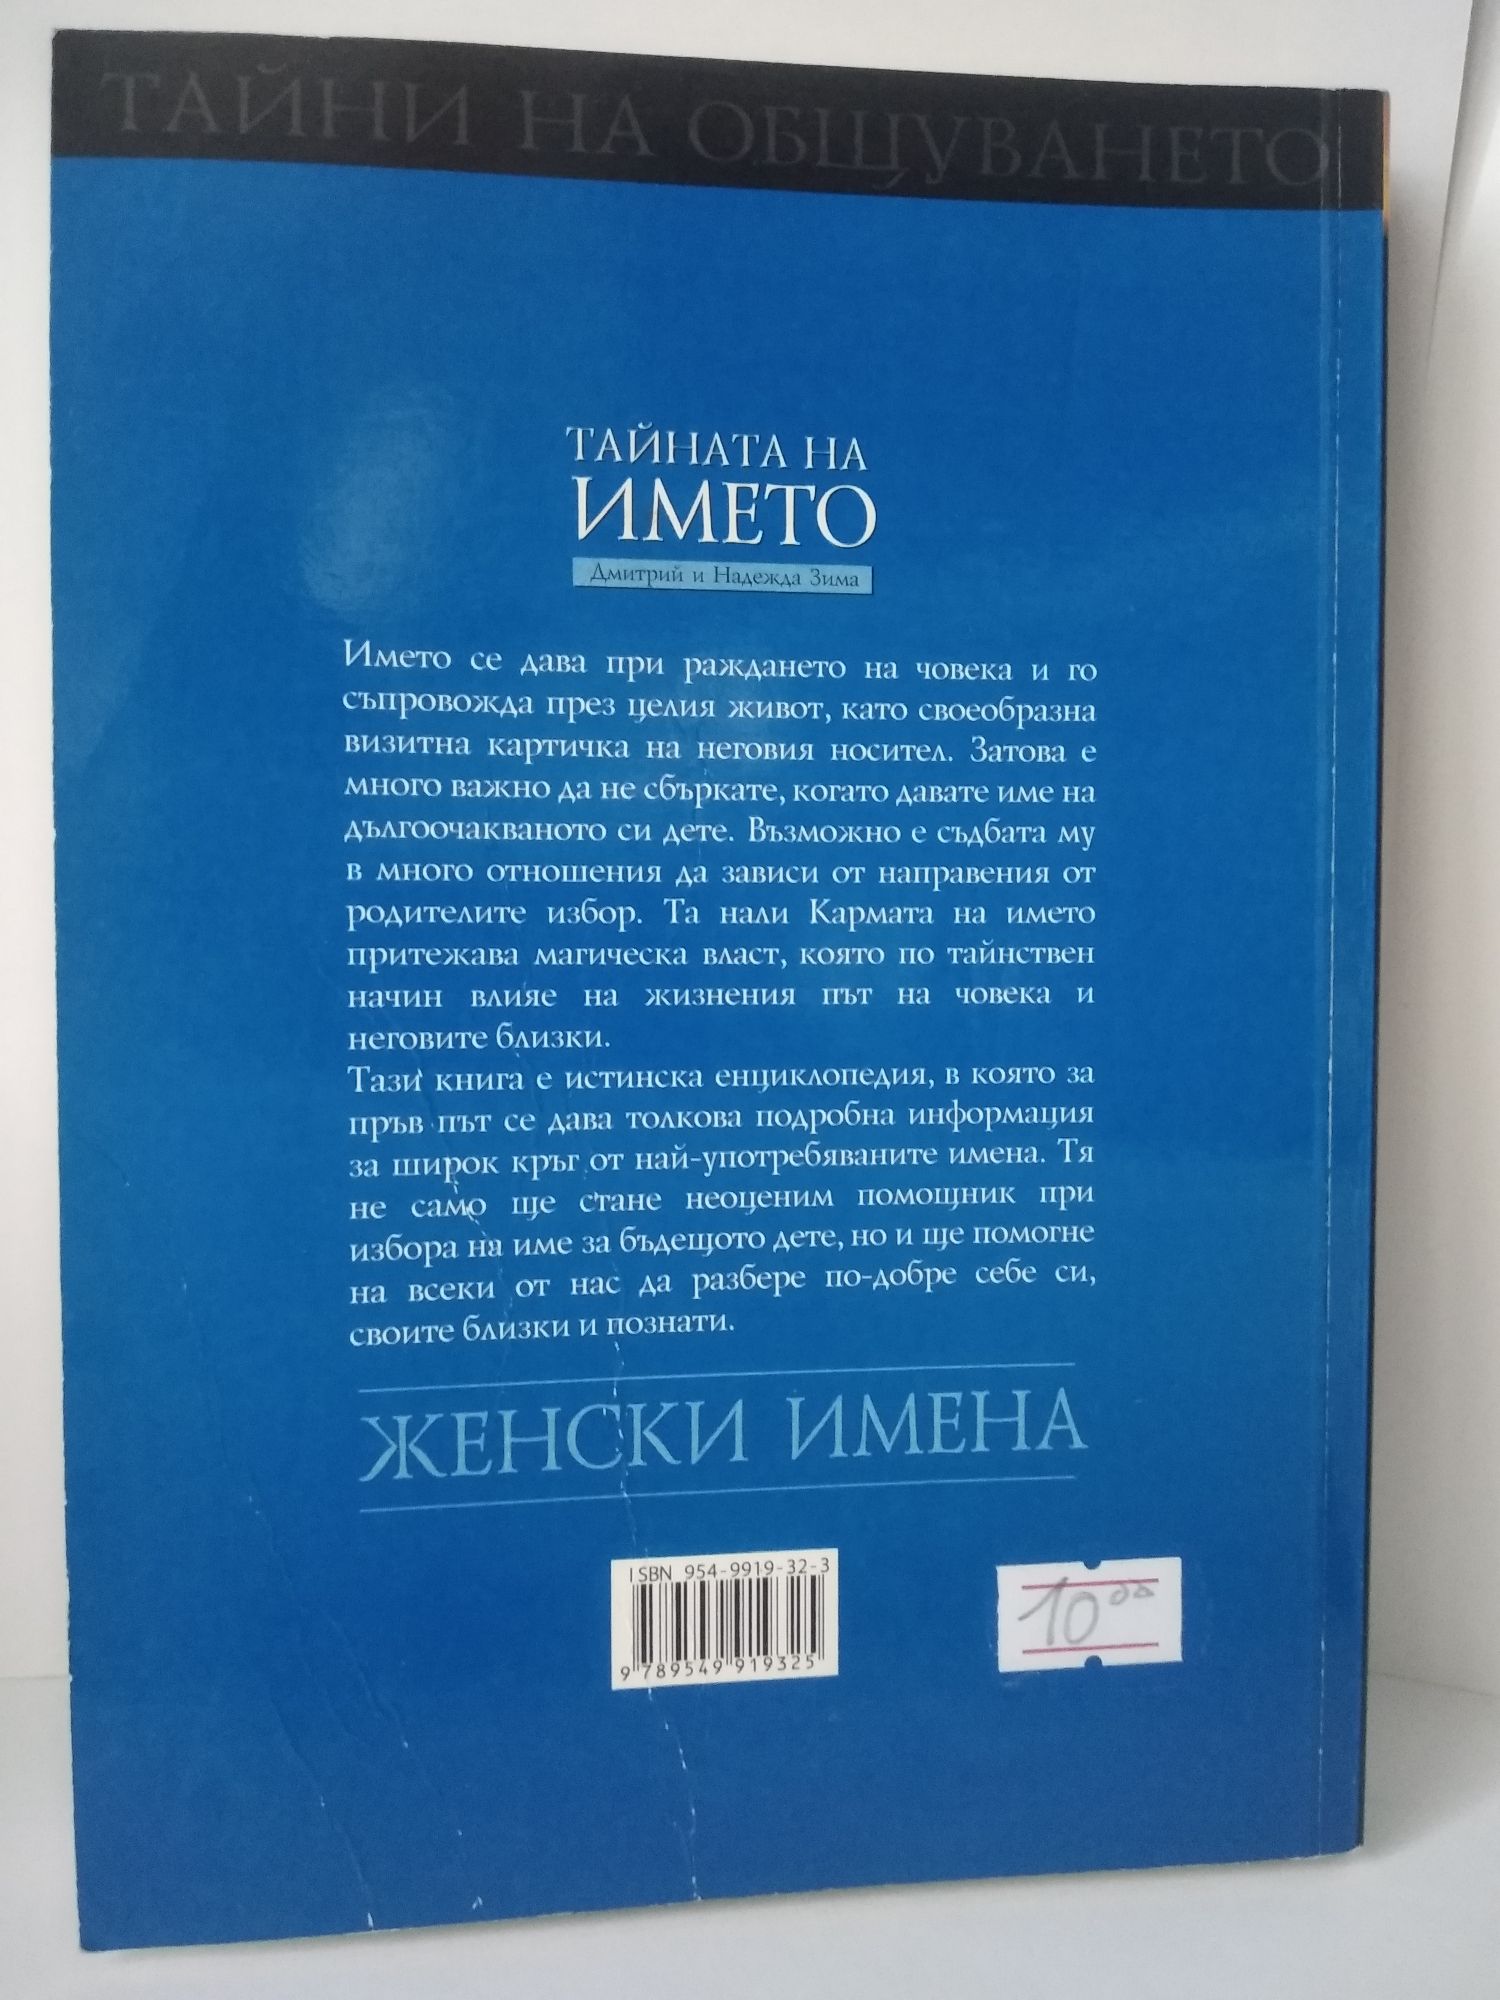 ТАЙНИ НА ОБЩУВАНЕТО
ТАЙНАТА НА
ИМЕТО
Дмитрий и Надежда Зима
Името се дава при раждането на човека и го
съпровожда през целия живот, като своеобразна
визитна картичка на неговия носител. Затова е
много важно да не сбъркате, когато давате име на
дългоочакваното си дете. Възможно е съдбата му
в много отношения да зависи от направения от
родителите избор. Та нали Кармата на името
притежава магическа власт, която по тайнствен
начин влияе на жизнения път на човека и
неговите близки.
Тази книга е истинска енциклопедия, в която за
пръв път се дава толкова подробна информация
за широк кръг от най-употребяваните имена. Тя
не само ще стане неоценим помощник при
избора на име за бъдещото дете, но и ще помогне
на всеки от нас да разбере по-добре себе си,
своите близки и познати.
ЖЕНСКИ ИМЕНА
ISBN 954-9919-32-3
9 789549 919325
10